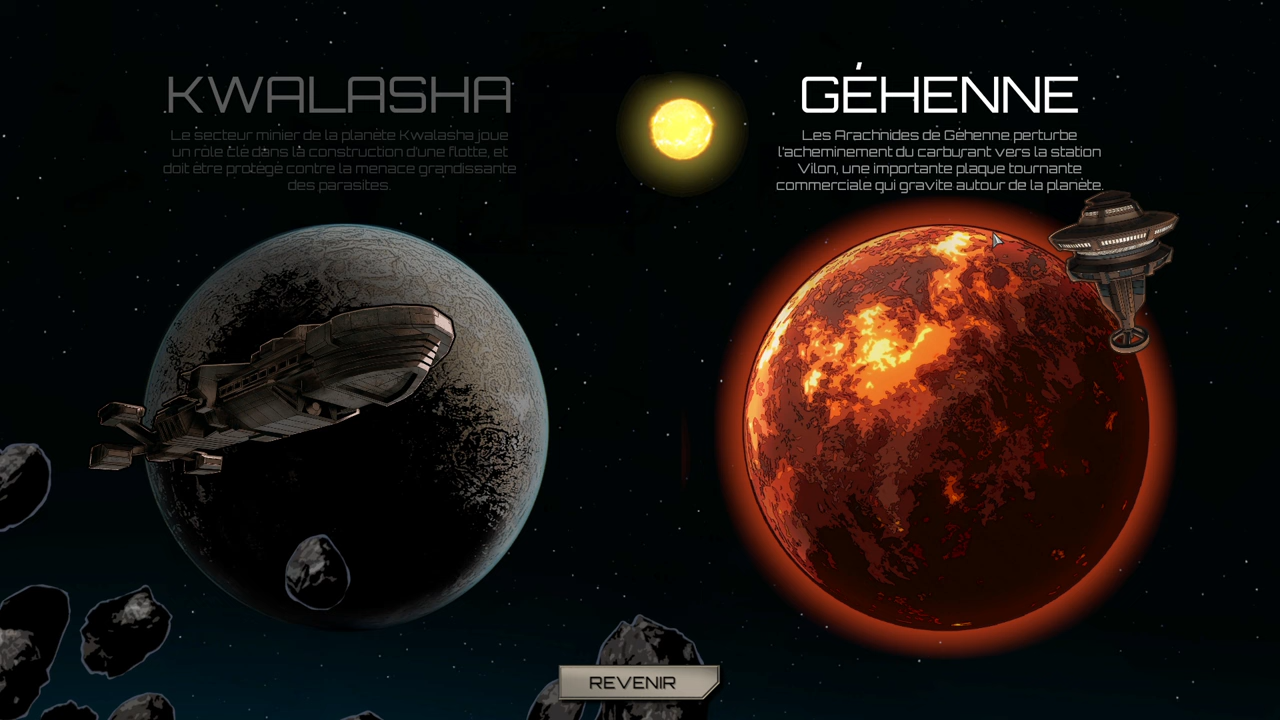 KWALASHA
Le secteur minier de la planète Kwalasha joue
un rôle clé dans la construction d'une flotte, et
doit être protégé contre la menace grandissante
des parasites.
GÉHENNE
Les Arachnides de Géhenne perturbe
l'acheminement du carburant vers la station
Vilon, une importante plaque tournante
commerciale qui gravite autour de la planète.
REVENIR